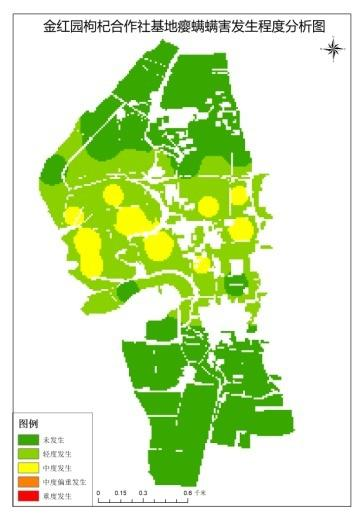 金红园枸杞合作社基地瘿螨螨害发生程度分析图
图例
未发生
轻度发生
中度发生
中度偏重发生
重度发生
0 0.15 0.3 0.6 千米